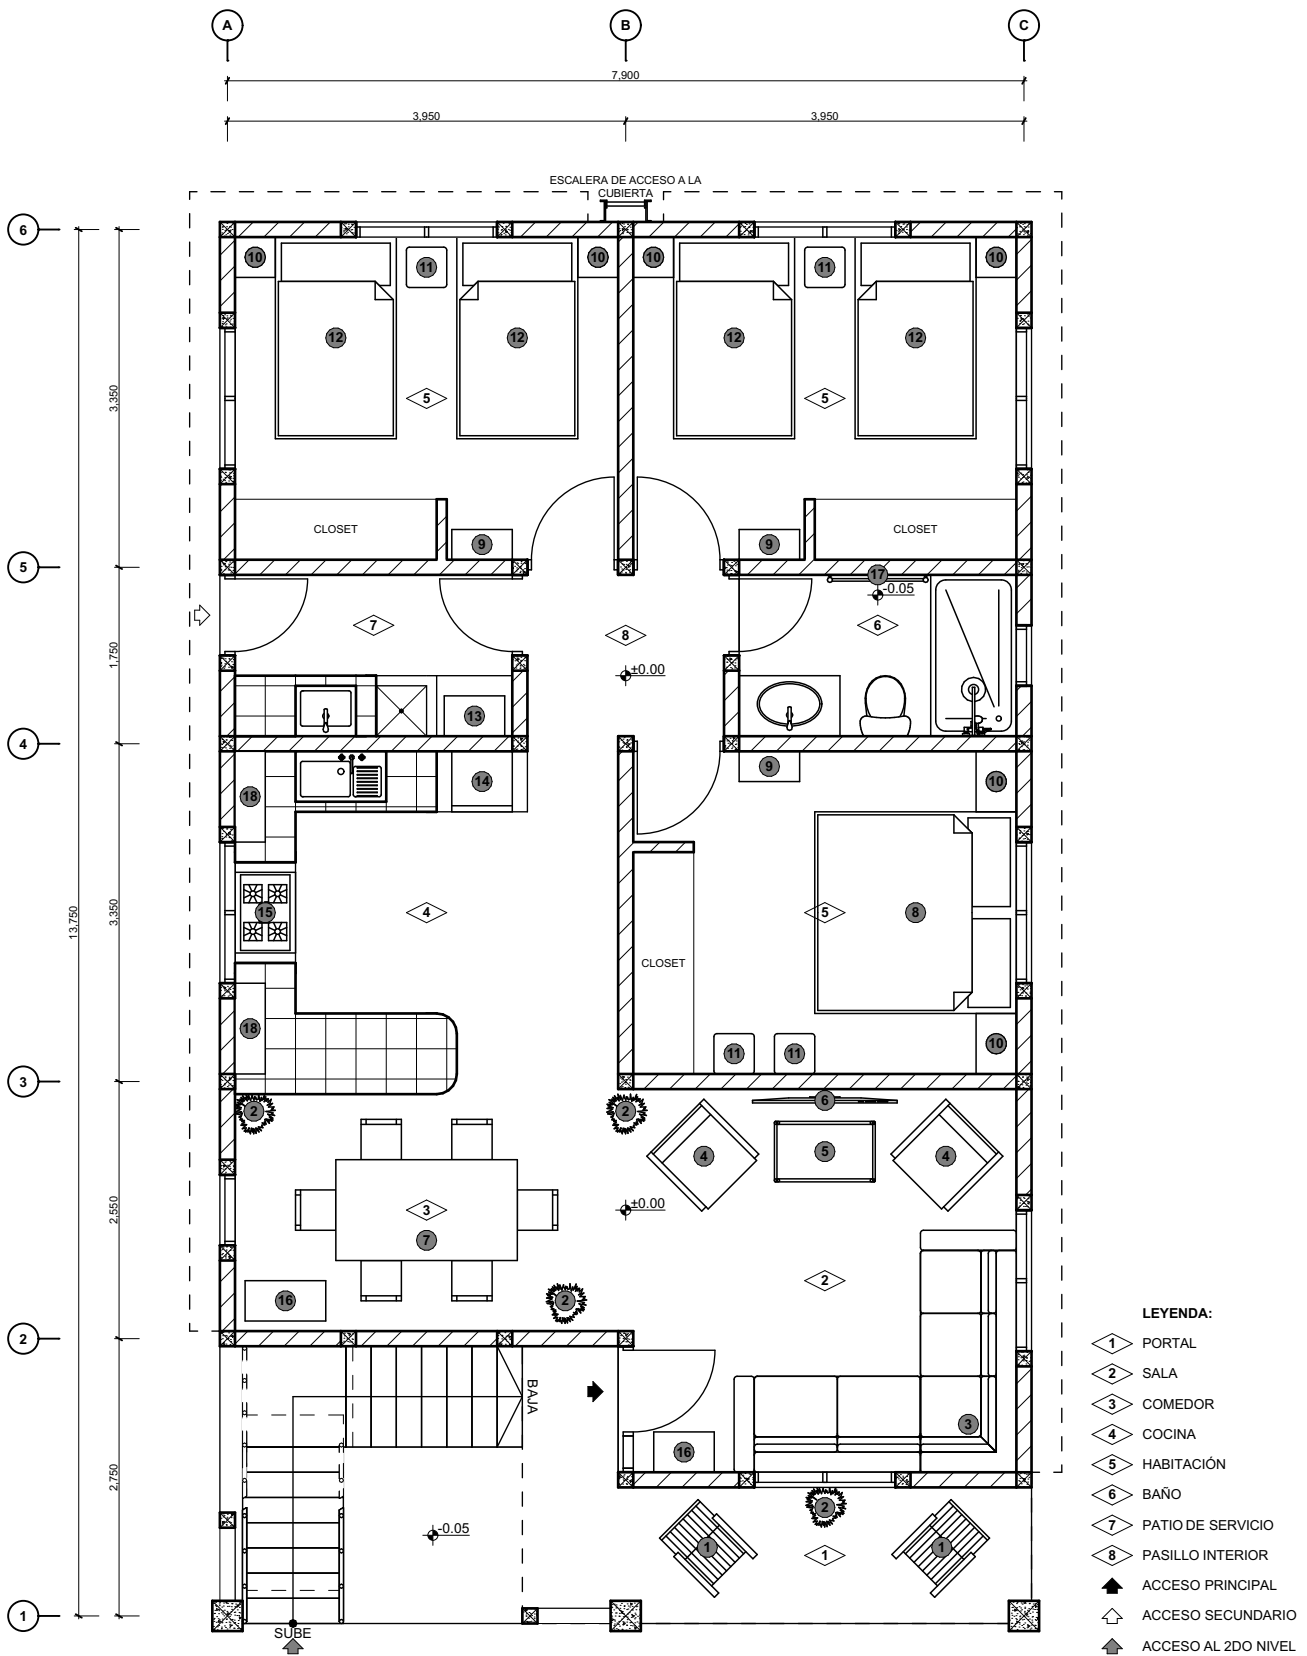 A B C
7,900
3,950 3,950
ESCALERA DE ACCESO A LA
CUBIERTA
6
10 11 10 10 11 10
12 12 12 12
3,350
5 5
CLOSET CLOSET
9 9
5
17
-0.05
7 8 6
1,750
±0.00
13
4
9
14 18 10
15 4 5 8
13,750
3,350
CLOSET
18
11 11 10
3
2 2 6
4 5 4
±0.00
3
7
2,550
2
16 2
2
BAJA
3
16
2,750
2
-0.05
1 1 1
1
SUBE
LEYENDA:
1 PORTAL
2 SALA
3 COMEDOR
4 COCINA
5 HABITACIÓN
6 BAÑO
7 PATIO DE SERVICIO
8 PASILLO INTERIOR
ACCESO PRINCIPAL
ACCESO SECUNDARIO
ACCESO AL 2DO NIVEL